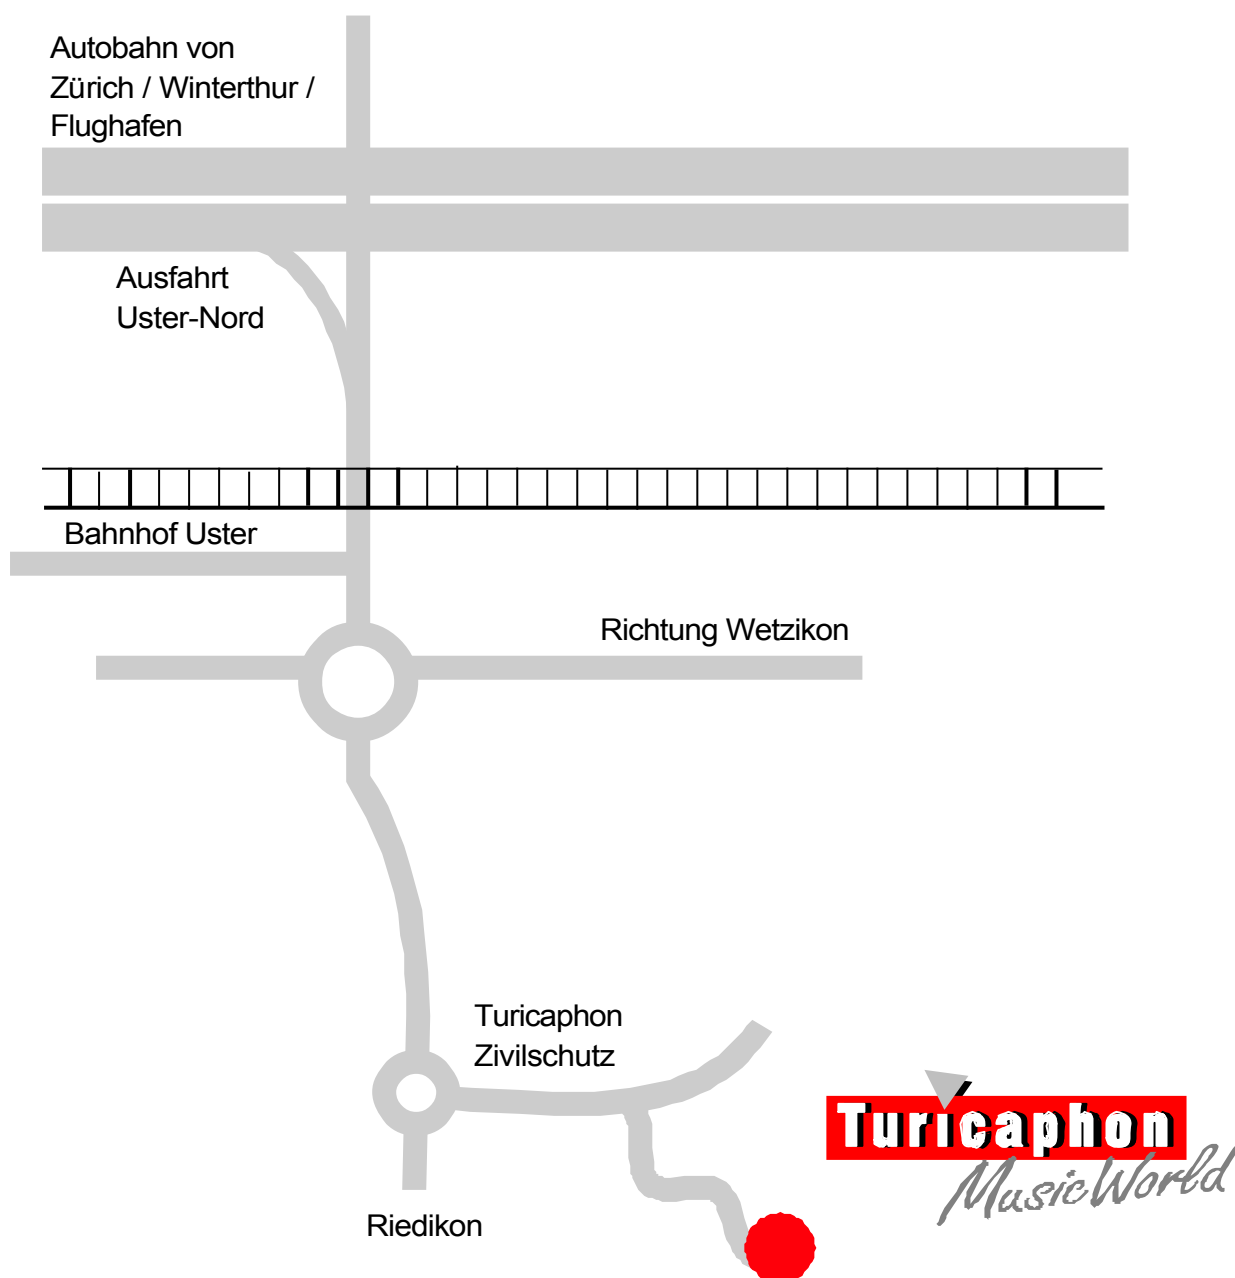 Autobahn von
Zürich / Winterthur /
Flughafen
Ausfahrt
Uster-Nord
Bahnhof Uster
Richtung Wetzikon
Turicaphon
Zivilschutz
Turicaphon
MusicWorld
Riedikon